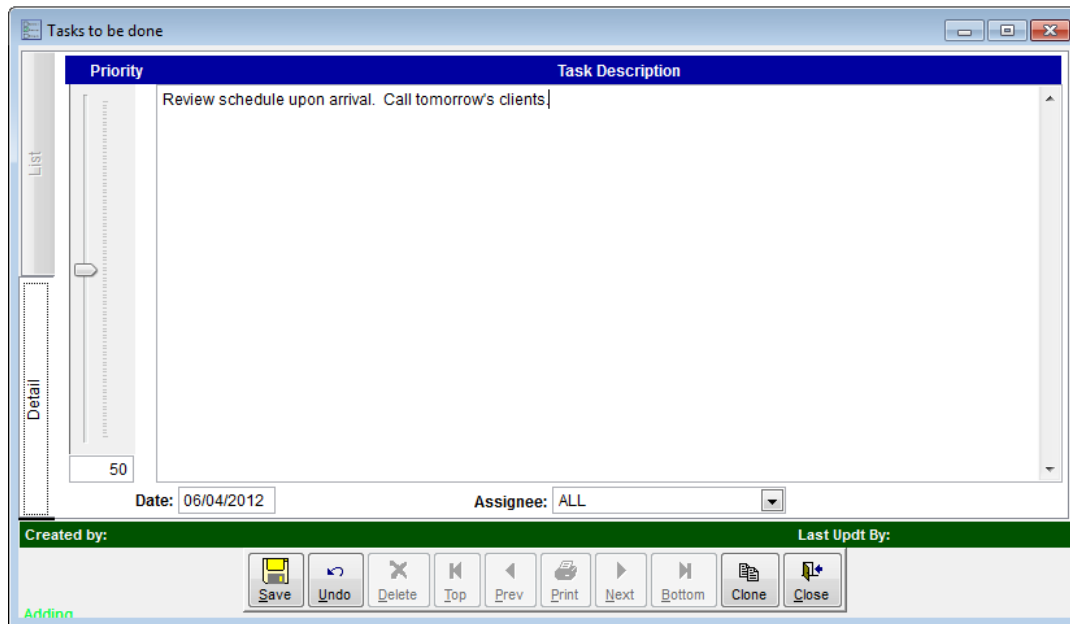 Tasks to be done
Priority Task Description
Review schedule upon arrival.  Call tomorrow's clients.
List
Detail
50
Date: 06/04/2012 Assignee: ALL
Created by: Last Updt By:
Save Undo Delete Top Prev Print Next Bottom Clone Close
Adding